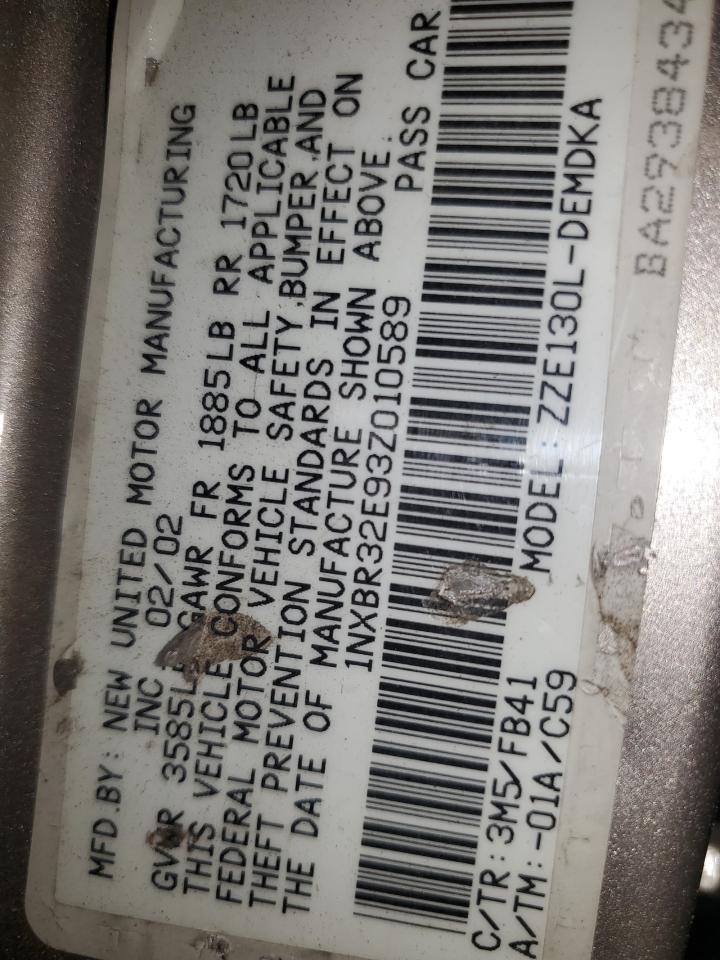 MFD.BY: NEW UNITED MOTOR MANUFACTURING
INC 02/02
GVWR 3585LB GAWR FR 1885LB RR 1720LB
THIS VEHICLE CONFORMS TO ALL APPLICABLE
FEDERAL MOTOR VEHICLE SAFETY,BUMPER,AND
THEFT PREVENTION STANDARDS IN EFFECT ON
THE DATE OF MANUFACTURE SHOWN ABOVE.
1NXBR32E93Z010589 PASS CAR
C/TR:3M5/FB41 MODEL:ZZE130L-DEMDKA
A/TM:-01A/C59
BA293843